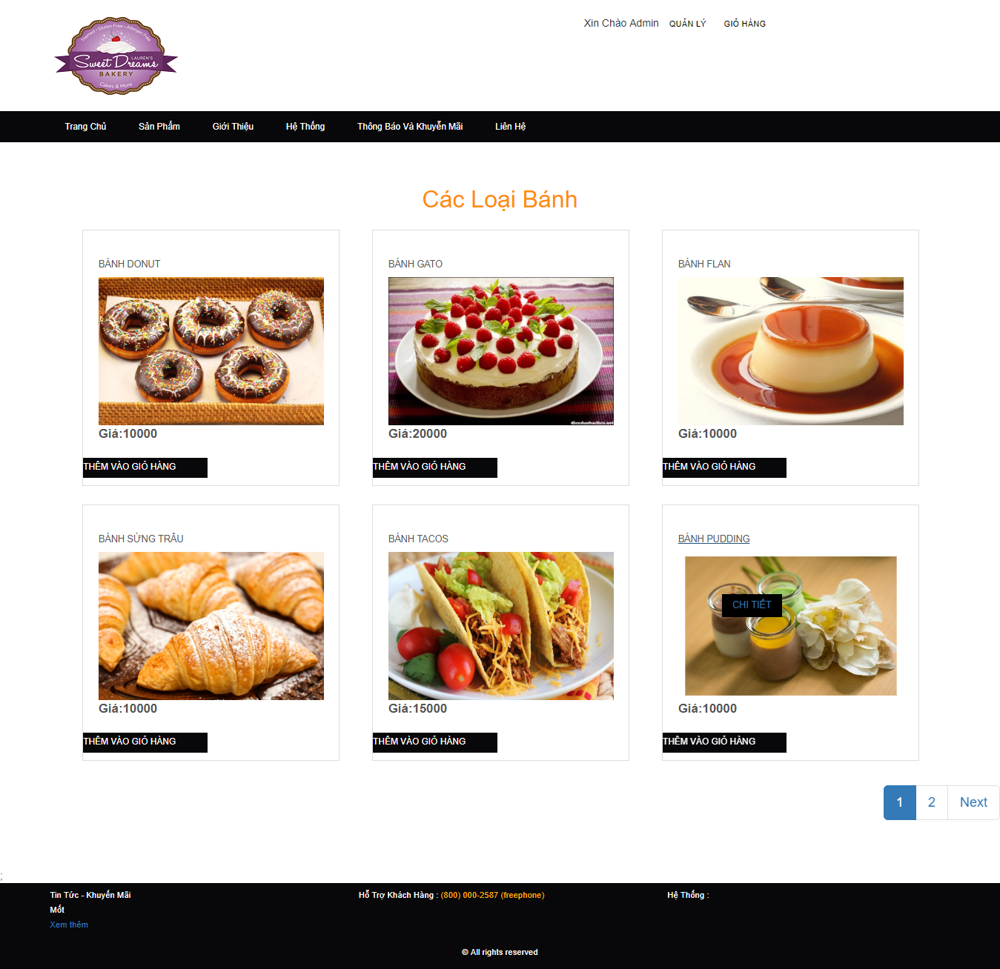 Themed • Gluten Free • Allergen Free
LAUREN'S
Sweet Dreams
BAKERY
Cakes & More
Xin Chào Admin QUẢN LÝ GIỎ HÀNG
Trang Chủ Sản Phẩm Giới Thiệu Hệ Thống Thông Báo Và Khuyễn Mãi Liên Hệ
Các Loại Bánh
BÁNH DONUT BÁNH GATO BÁNH FLAN
diendanbaclieu.net
Giá:10000 Giá:20000 Giá:10000
THÊM VÀO GIỎ HÀNG THÊM VÀO GIỎ HÀNG THÊM VÀO GIỎ HÀNG
BÁNH SỪNG TRÂU BÁNH TACOS BÁNH PUDDING
CHI TIẾT
Giá:10000 Giá:15000 Giá:10000
THÊM VÀO GIỎ HÀNG THÊM VÀO GIỎ HÀNG THÊM VÀO GIỎ HÀNG
1 2 Next
;
Tin Tức - Khuyến Mãi Hỗ Trợ Khách Hàng : (800) 000-2587 (freephone) Hệ Thống :
Mốt
Xem thêm
© All rights reserved